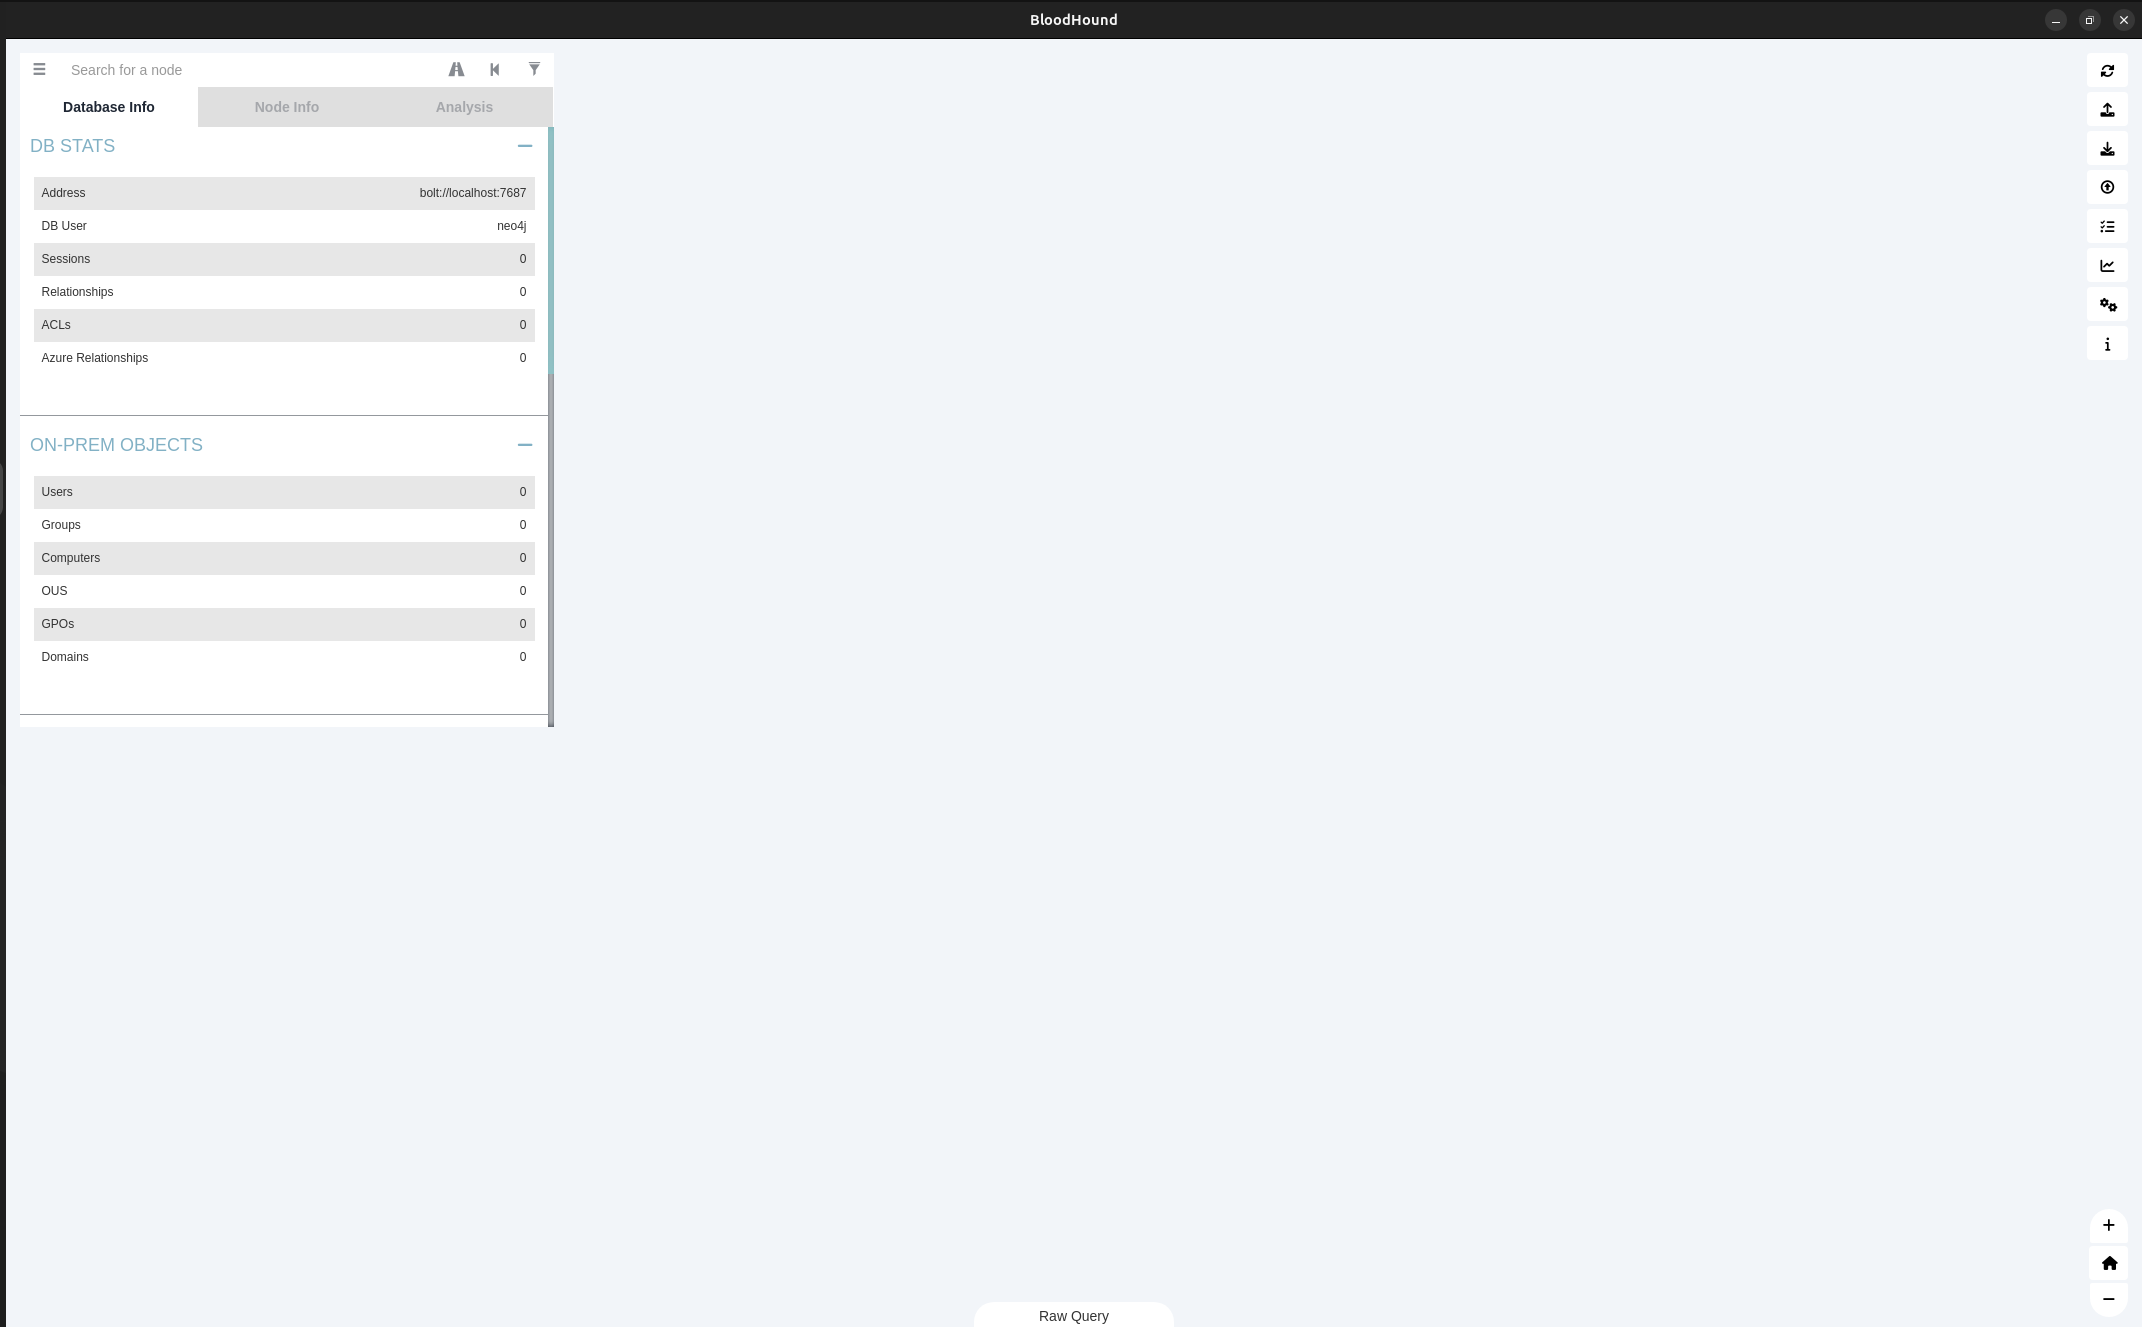 BloodHound
Search for a node
Database Info Node Info Analysis
DB STATS
Address bolt://localhost:7687
DB User neo4j
Sessions 0
Relationships 0
ACLs 0
Azure Relationships 0
ON-PREM OBJECTS
Users 0
Groups 0
Computers 0
OUS 0
GPOs 0
Domains 0
Raw Query